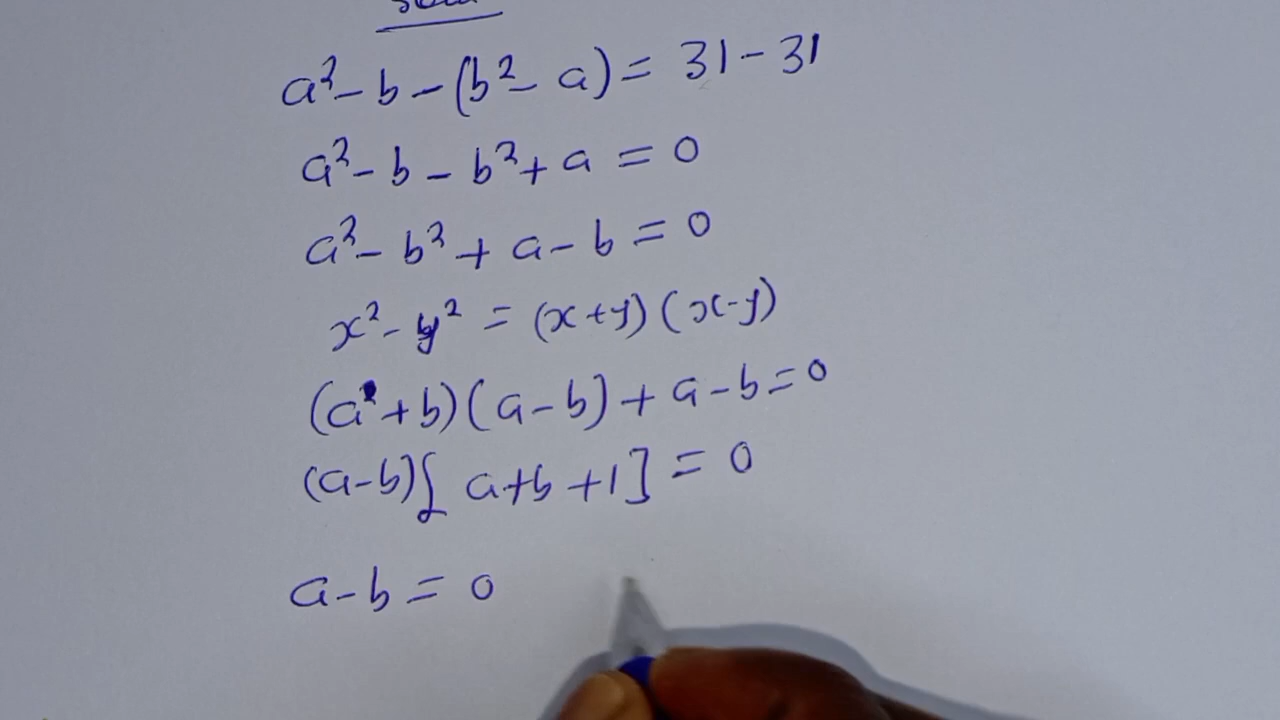 a² - b - (b² - a) = 31 - 31
a² - b - b² + a = 0
a² - b² + a - b = 0
x² - y² = (x+y)(x-y)
(a + b)(a - b) + a - b = 0
(a-b)[ a+b +1] = 0
a - b = 0